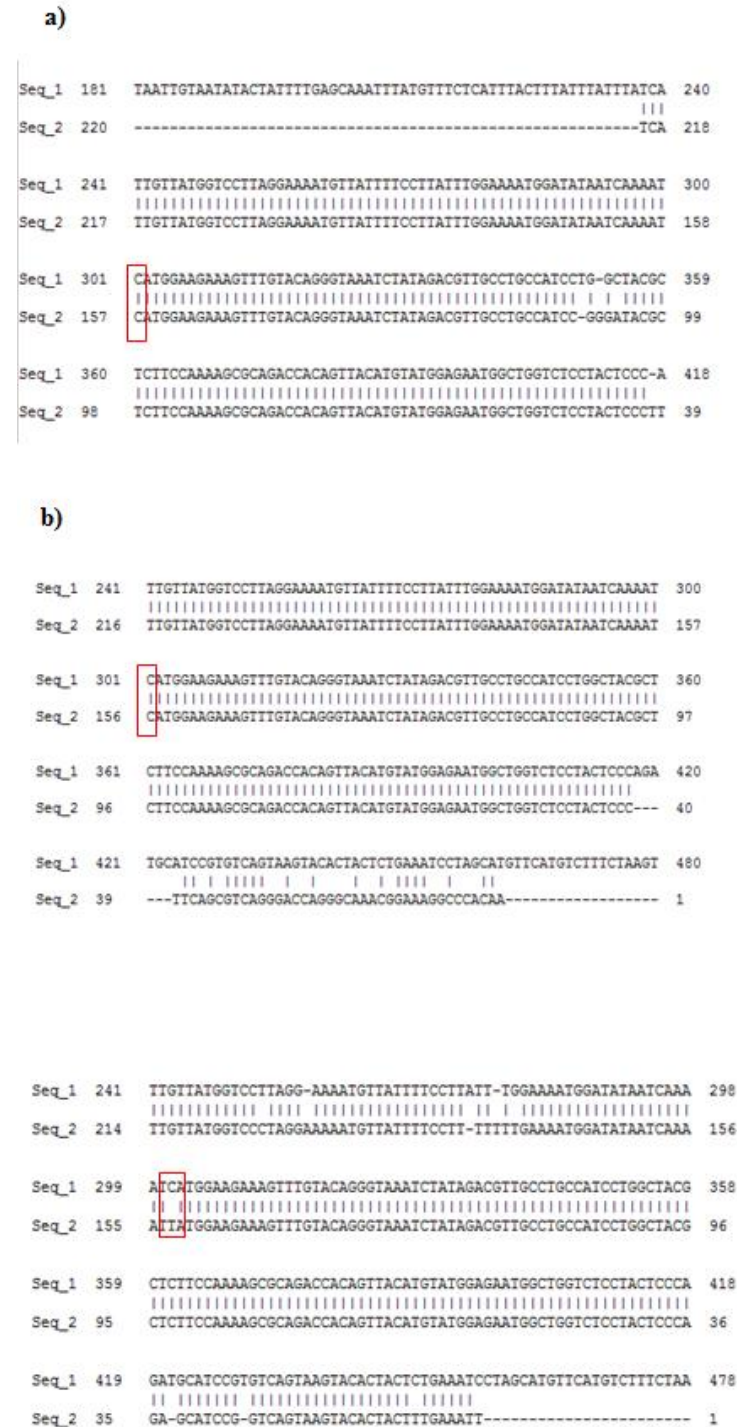 a)
Seq_1 181 TAATTGTAATATACTATTTTGAGCAAATTTATGTTTCTCATTTACTTTATTTATTTATCA 240
|||
Seq_2 220 ---------------------------------------------------------TCA 218
Seq_1 241 TTGTTATGGTCCTTAGGAAAATGTTATTTTCCTTATTTGGAAAATGGATATAATCAAAAT 300
||||||||||||||||||||||||||||||||||||||||||||||||||||||||||||
Seq_2 217 TTGTTATGGTCCTTAGGAAAATGTTATTTTCCTTATTTGGAAAATGGATATAATCAAAAT 158
Seq_1 301 CATGGAAGAAAGTTTGTACAGGGTAAATCTATAGACGTTGCCTGCCATCCTG-GCTACGC 359
|||||||||||||||||||||||||||||||||||||||||||||||||| | | |||||
Seq_2 157 CATGGAAGAAAGTTTGTACAGGGTAAATCTATAGACGTTGCCTGCCATCC-GGGATACGC 99
Seq_1 360 TCTTCCAAAAGCGCAGACCACAGTTACATGTATGGAGAATGGCTGGTCTCCTACTCCC-A 418
||||||||||||||||||||||||||||||||||||||||||||||||||||||||||
Seq_2 98 TCTTCCAAAAGCGCAGACCACAGTTACATGTATGGAGAATGGCTGGTCTCCTACTCCCTT 39
b)
Seq_1 241 TTGTTATGGTCCTTAGGAAAATGTTATTTTCCTTATTTGGAAAATGGATATAATCAAAAT 300
||||||||||||||||||||||||||||||||||||||||||||||||||||||||||||
Seq_2 216 TTGTTATGGTCCTTAGGAAAATGTTATTTTCCTTATTTGGAAAATGGATATAATCAAAAT 157
Seq_1 301 CATGGAAGAAAGTTTGTACAGGGTAAATCTATAGACGTTGCCTGCCATCCTGGCTACGCT 360
||||||||||||||||||||||||||||||||||||||||||||||||||||||||||||
Seq_2 156 CATGGAAGAAAGTTTGTACAGGGTAAATCTATAGACGTTGCCTGCCATCCTGGCTACGCT 97
Seq_1 361 CTTCCAAAAGCGCAGACCACAGTTACATGTATGGAGAATGGCTGGTCTCCTACTCCCAGA 420
|||||||||||||||||||||||||||||||||||||||||||||||||||||||||
Seq_2 96 CTTCCAAAAGCGCAGACCACAGTTACATGTATGGAGAATGGCTGGTCTCCTACTCCC--- 40
Seq_1 421 TGCATCCGTGTCAGTAAGTACACTACTCTGAAATCCTAGCATGTTCATGTCTTTCTAAGT 480
|| | ||||| | | | | |||| | ||
Seq_2 39 ---TTCAGCGTCAGGGACCAGGGCAAACGGAAAGGCCCACAA------------------ 1
Seq_1 241 TTGTTATGGTCCTTAGG-AAAATGTTATTTTCCTTATT-TGGAAAATGGATATAATCAAA 298
|||||||||||| |||| ||||||||||||||||| || | |||||||||||||||||||
Seq_2 214 TTGTTATGGTCCCTAGGAAAAATGTTATTTTCCTT-TTTTTGAAAATGGATATAATCAAA 156
Seq_1 299 ATCATGGAAGAAAGTTTGTACAGGGTAAATCTATAGACGTTGCCTGCCATCCTGGCTACG 358
|| |||||||||||||||||||||||||||||||||||||||||||||||||||||||||
Seq_2 155 ATTATGGAAGAAAGTTTGTACAGGGTAAATCTATAGACGTTGCCTGCCATCCTGGCTACG 96
Seq_1 359 CTCTTCCAAAAGCGCAGACCACAGTTACATGTATGGAGAATGGCTGGTCTCCTACTCCCA 418
||||||||||||||||||||||||||||||||||||||||||||||||||||||||||||
Seq_2 95 CTCTTCCAAAAGCGCAGACCACAGTTACATGTATGGAGAATGGCTGGTCTCCTACTCCCA 36
Seq_1 419 GATGCATCCGTGTCAGTAAGTACACTACTCTGAAATCCTAGCATGTTCATGTCTTTCTAA 478
|| ||||||| ||||||||||||||||||| ||||||
Seq_2 35 GA-GCATCCG-GTCAGTAAGTACACTACTTTGAAATT----------------------- 1